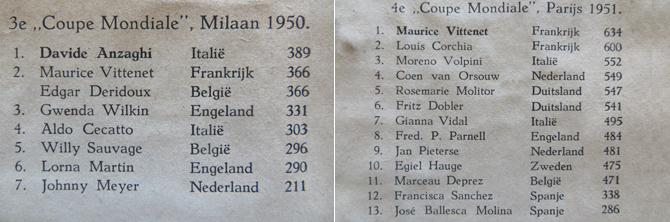 3e „Coupe Mondiale", Milaan 1950.
1. Davide Anzaghi Italië 389
2. Maurice Vittenet Frankrijk 366
Edgar Deridoux België 366
3. Gwenda Wilkin Engeland 331
4. Aldo Cecatto Italië 303
5. Willy Sauvage België 296
6. Lorna Martin Engeland 290
7. Johnny Meyer Nederland 211
4e „Coupe Mondiale", Parijs 1951.
1. Maurice Vittenet Frankrijk 634
2. Louis Corchia Frankrijk 600
3. Moreno Volpini Italië 552
4. Coen van Orsouw Nederland 549
5. Rosemarie Molitor Duitsland 547
6. Fritz Dobler Duitsland 541
7. Gianna Vidal Italië 495
8. Fred. P. Parnell Engeland 484
9. Jan Pieterse Nederland 481
10. Egiel Hauge Zweden 475
11. Marceau Deprez België 471
12. Francisca Sanchez Spanje 338
13. José Ballesca Molina Spanje 286